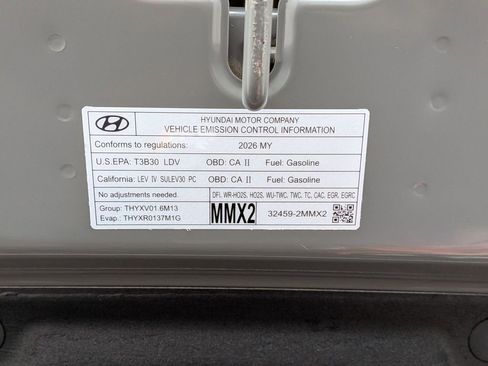 HYUNDAI MOTOR COMPANY
VEHICLE EMISSION CONTROL INFORMATION
Conforms to regulations: 2026 MY
U.S.EPA: T3B30 LDV OBD: CA II Fuel: Gasoline
California: LEV IV SULEV30 PC OBD: CA II Fuel: Gasoline
No adjustments needed. DFI, WR-HO2S, HO2S, WU-TWC, TWC, TC, CAC, EGR, EGRC
Group: THYXV01.6M13
Evap.: THYXR0137M1G
MMX2 32459-2MMX2